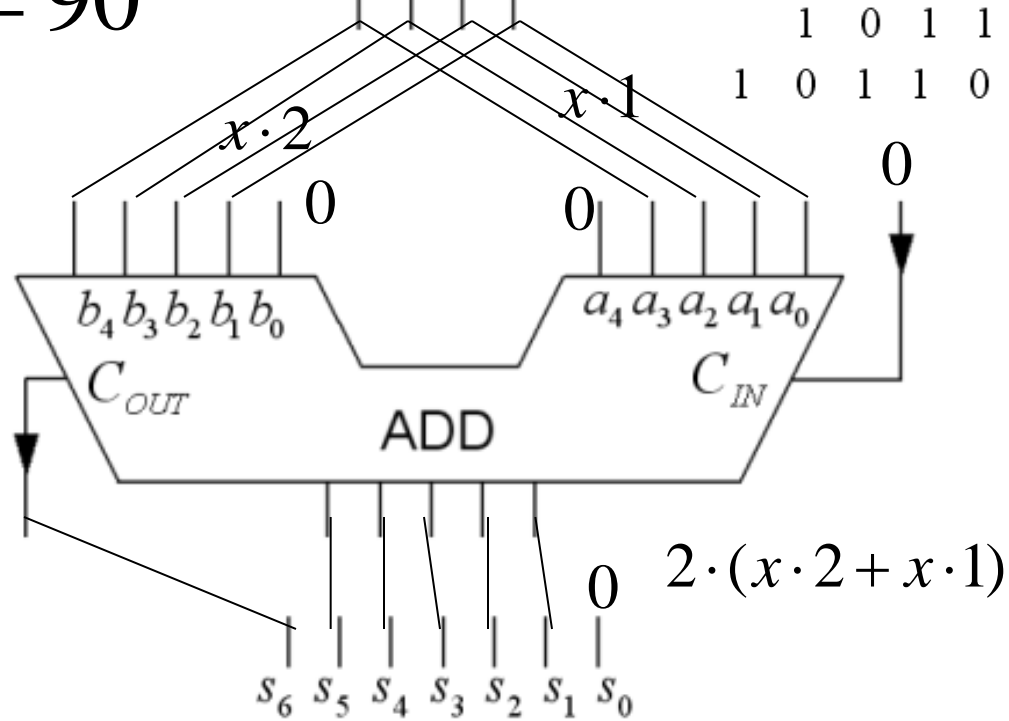 = 90
1 0 1 1
1 0 1 1 0
x·2
x·1
0
0
0
b4 b3 b2 b1 b0
a4 a3 a2 a1 a0
COUT
CIN
ADD
0
2·(x·2+x·1)
s6 s5 s4 s3 s2 s1 s0